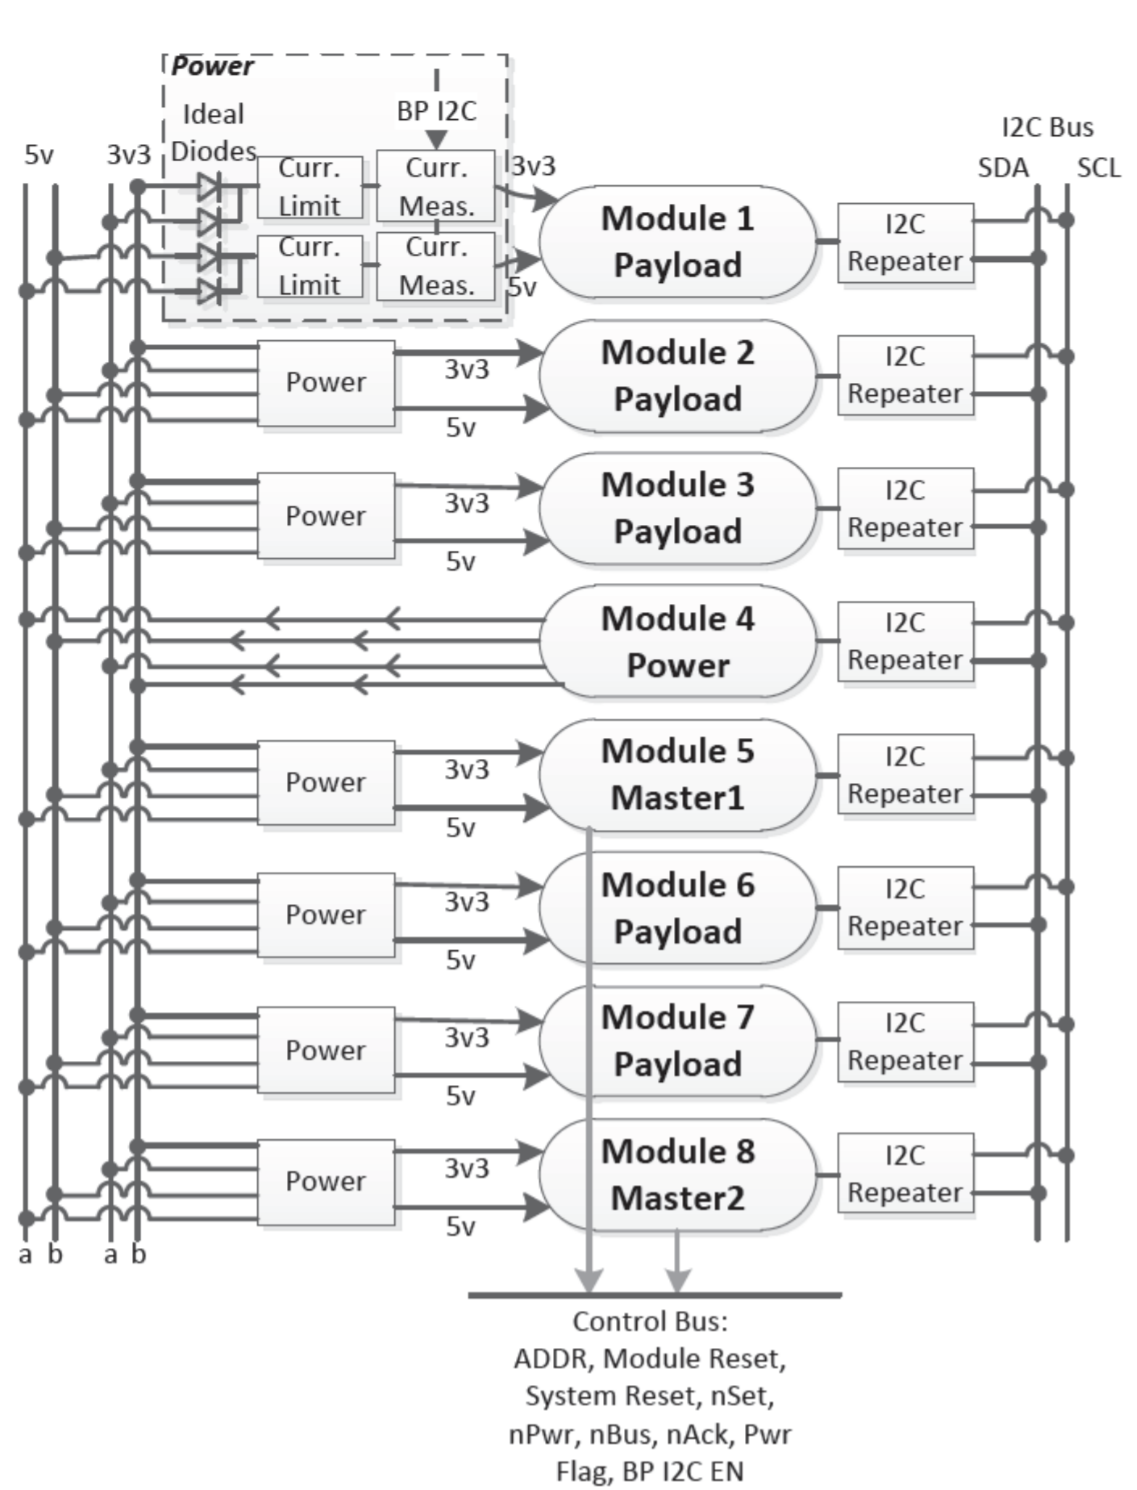 Power
Ideal
Diodes
BP I2C
5v
3v3
Curr.
Limit
Curr.
Meas.
3v3
Curr.
Limit
Curr.
Meas.
5v
Module 1
Payload
I2C
Repeater
I2C Bus
SDA
SCL
Power
3v3
5v
Module 2
Payload
I2C
Repeater
Power
3v3
5v
Module 3
Payload
I2C
Repeater
Module 4
Power
I2C
Repeater
Power
3v3
5v
Module 5
Master1
I2C
Repeater
Power
3v3
5v
Module 6
Payload
I2C
Repeater
Power
3v3
5v
Module 7
Payload
I2C
Repeater
Power
3v3
5v
Module 8
Master2
I2C
Repeater
a b a b
Control Bus:
ADDR, Module Reset,
System Reset, nSet,
nPwr, nBus, nAck, Pwr
Flag, BP I2C EN